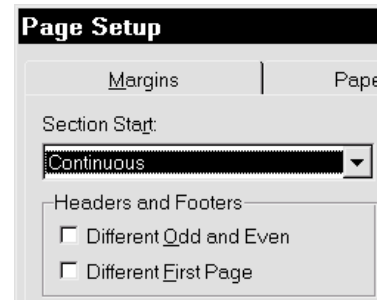 Page Setup
Margins Pape
Section Start:
Continuous
Headers and Footers
Different Odd and Even
Different First Page